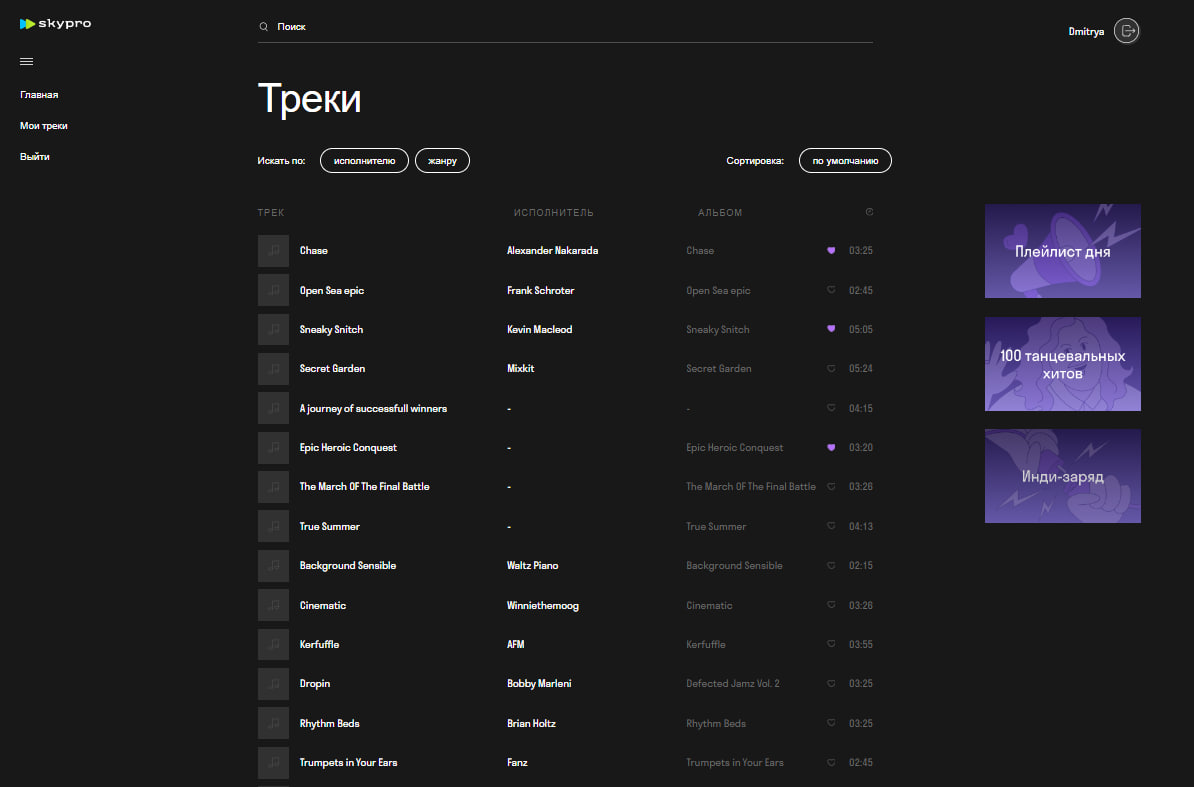 skypro
Поиск
Dmitrya
Главная
Мои треки
Выйти
Треки
Искать по: исполнителю жанру Сортировка: по умолчанию
ТРЕК ИСПОЛНИТЕЛЬ АЛЬБОМ
Chase Alexander Nakarada Chase 03:25
Open Sea epic Frank Schroter Open Sea epic 02:45
Sneaky Snitch Kevin Macleod Sneaky Snitch 05:05
Secret Garden Mixkit Secret Garden 05:24
A journey of successfull winners - - 04:15
Epic Heroic Conquest - Epic Heroic Conquest 03:20
The March OF The Final Battle - The March OF The Final Battle 03:28
True Summer - True Summer 04:13
Background Sensible Waltz Piano Background Sensible 02:15
Cinematic Winniethemoog Cinematic 03:28
Kerfuffle AFM Kerfuffle 03:55
Dropin Bobby Marleni Defected Jamz Vol. 2 03:25
Rhythm Beds Brian Holtz Rhythm Beds 03:25
Trumpets in Your Ears Fanz Trumpets in Your Ears 02:45
Плейлист дня
100 танцевальных
хитов
Инди-заряд